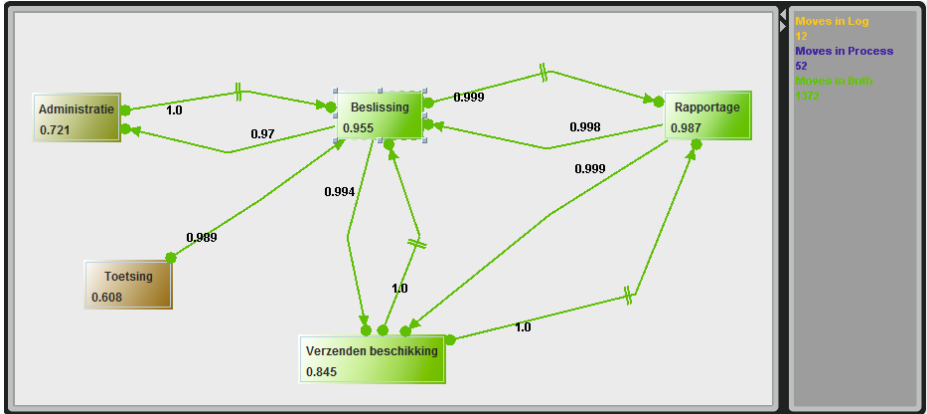 Administratie
0.721
1.0
0.97
Beslissing
0.955
0.999
0.998
Rapportage
0.987
0.999
0.994
0.989
Toetsing
0.608
1.0
1.0
Verzenden beschikking
0.845
Moves in Log
12
Moves in Process
52
Moves in Both
1372